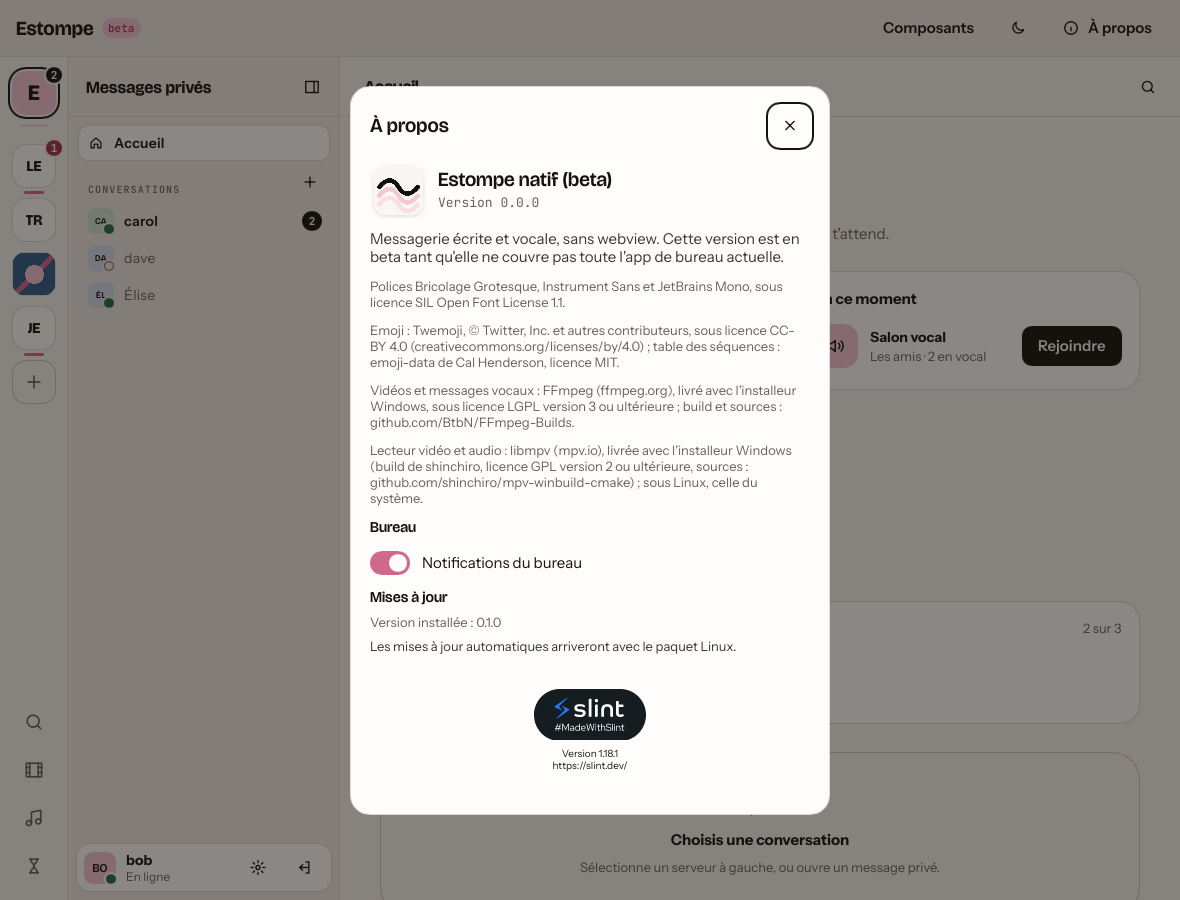 Estompe
beta
Composants
À propos
E
2
Messages privés
Accueil
LE
1
Accueil
CONVERSATIONS
TR
CA
carol
2
DA
dave
ÉL
Élise
JE
t'attend.
ce moment
Salon vocal
Les amis · 2 en vocal
Rejoindre
2 sur 3
À propos
Estompe natif (beta)
Version 0.0.0
Messagerie écrite et vocale, sans webview. Cette version est en
beta tant qu'elle ne couvre pas toute l'app de bureau actuelle.
Polices Bricolage Grotesque, Instrument Sans et JetBrains Mono, sous
licence SIL Open Font License 1.1.
Emoji : Twemoji, © Twitter, Inc. et autres contributeurs, sous licence CC-
BY 4.0 (creativecommons.org/licenses/by/4.0) ; table des séquences :
emoji-data de Cal Henderson, licence MIT.
Vidéos et messages vocaux : FFmpeg (ffmpeg.org), livré avec l'installeur
Windows, sous licence LGPL version 3 ou ultérieure ; build et sources :
github.com/BtbN/FFmpeg-Builds.
Lecteur vidéo et audio : libmpv (mpv.io), livrée avec l'installeur Windows
(build de shinchiro, licence GPL version 2 ou ultérieure, sources :
github.com/shinchiro/mpv-winbuild-cmake) ; sous Linux, celle du
système.
Bureau
Notifications du bureau
Mises à jour
Version installée : 0.1.0
Les mises à jour automatiques arriveront avec le paquet Linux.
slint
#MadeWithSlint
Version 1.18.1
https://slint.dev/
Choisis une conversation
Sélectionne un serveur à gauche, ou ouvre un message privé.
BO
bob
En ligne